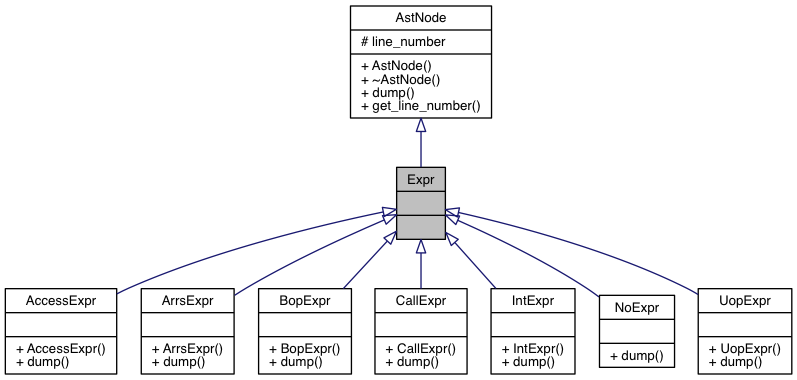 AstNode
# line_number
+ AstNode()
+ ~AstNode()
+ dump()
+ get_line_number()
Expr
AccessExpr
+ AccessExpr()
+ dump()
ArrsExpr
+ ArrsExpr()
+ dump()
BopExpr
+ BopExpr()
+ dump()
CallExpr
+ CallExpr()
+ dump()
IntExpr
+ IntExpr()
+ dump()
NoExpr
+ dump()
UopExpr
+ UopExpr()
+ dump()